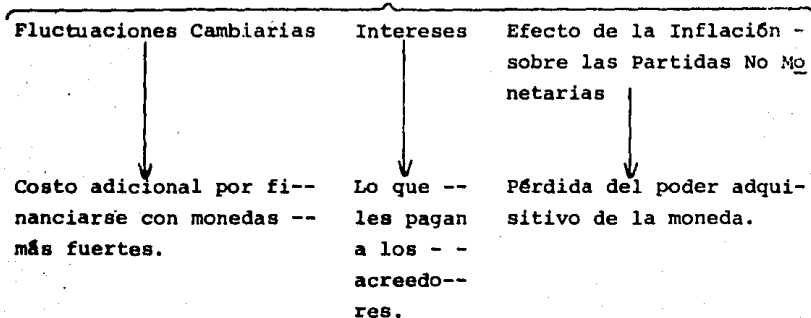 Fluctuaciones Cambiarias
Intereses
Efecto de la Inflación -
sobre las Partidas No Mo
netarias
Costo adicional por fi--
nanciarse con monedas --
más fuertes.
Lo que --
les pagan
a los - -
acreedo--
res.
Pérdida del poder adqui-
sitivo de la moneda.